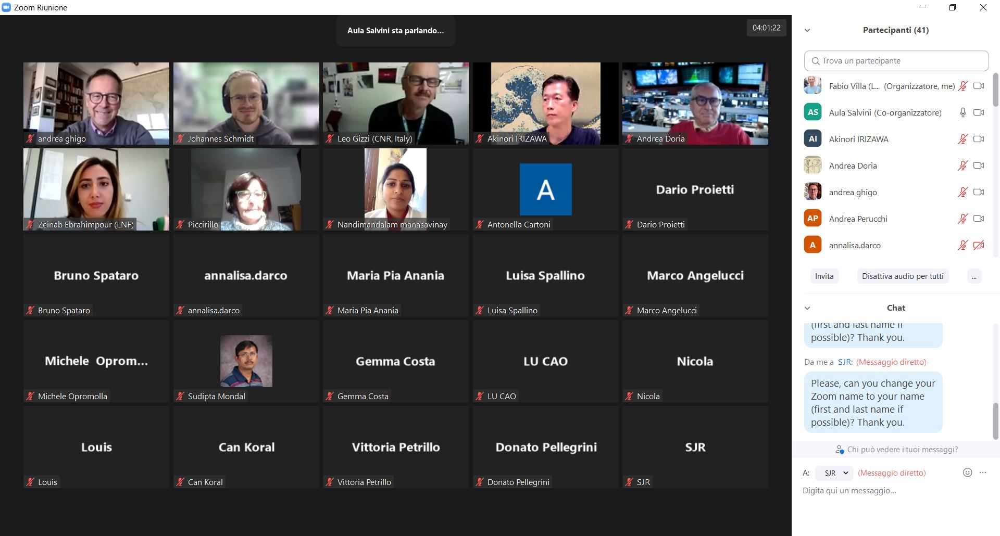 Zoom Riunione
Aula Salvini sta parlando...
04:01:22
andrea ghigo
Johannes Schmidt
Leo Gizzi (CNR, Italy)
Akinori IRIZAWA
Andrea Doria
Zeinab Ebrahimpour (LNF)
Piccirillo
Nandimandalam manasavinay
A
Antonella Cartoni
Dario Proietti
Dario Proietti
Bruno Spataro
Bruno Spataro
annalisa.darco
annalisa.darco
Maria Pia Anania
Maria Pia Anania
Luisa Spallino
Luisa Spallino
Marco Angelucci
Marco Angelucci
Michele Oprom...
Michele Opromolla
Sudipta Mondal
Gemma Costa
Gemma Costa
LU CAO
LU CAO
Nicola
Nicola
Louis
Louis
Can Koral
Can Koral
Vittoria Petrillo
Vittoria Petrillo
Donato Pellegrini
Donato Pellegrini
SJR
SJR
Partecipanti (41)
Trova un partecipante
Fabio Villa (L... (Organizzatore, me)
AS Aula Salvini (Co-organizzatore)
AI Akinori IRIZAWA
Andrea Doria
andrea ghigo
AP Andrea Perucchi
A annalisa.darco
Invita Disattiva audio per tutti ...
Chat
(first and last name if
possible)? Thank you.
Da me a SJR: (Messaggio diretto)
Please, can you change your
Zoom name to your name
(first and last name if
possible)? Thank you.
Chi può vedere i tuoi messaggi?
A: SJR (Messaggio diretto) ...
Digita qui un messaggio...